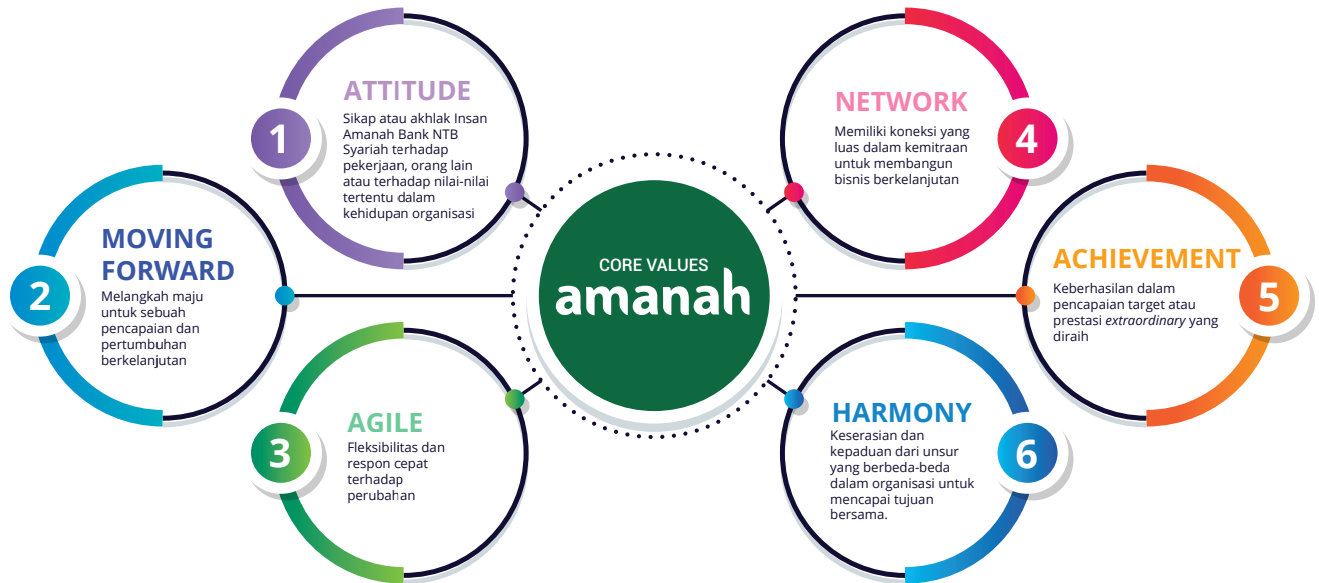 CORE VALUES
amanah
1
ATTITUDE
Sikap atau akhlak Insan
Amanah Bank NTB
Syariah terhadap
pekerjaan, orang lain
atau terhadap nilai-nilai
tertentu dalam
kehidupan organisasi
2
MOVING
FORWARD
Melangkah maju
untuk sebuah
pencapaian dan
pertumbuhan
berkelanjutan
3
AGILE
Fleksibilitas dan
respon cepat
terhadap
perubahan
4
NETWORK
Memiliki koneksi yang
luas dalam kemitraan
untuk membangun
bisnis berkelanjutan
5
ACHIEVEMENT
Keberhasilan dalam
pencapaian target atau
prestasi extraordinary yang
diraih
6
HARMONY
Keserasian dan
kepaduan dari unsur
yang berbeda-beda
dalam organisasi untuk
mencapai tujuan
bersama.